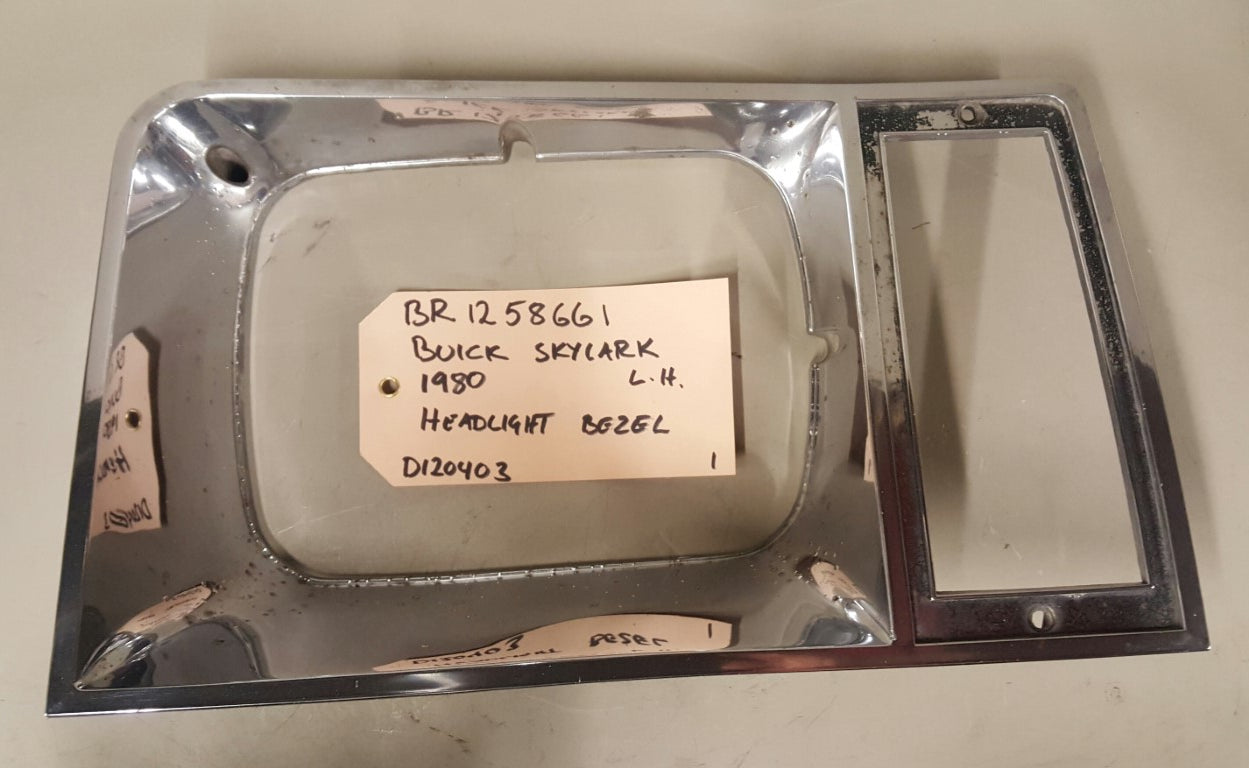 BR 1258661
BUICK SKYLARK
1980 L.H.
HEADLIGHT BEZEL
D120403 1